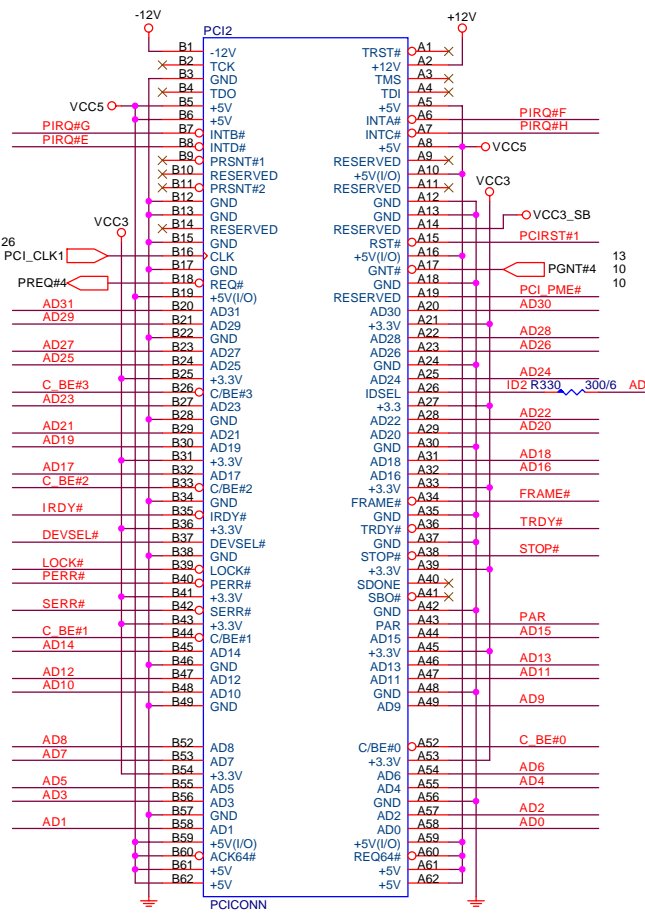 -12V +12V
PCI2
B1 -12V TRST# A1
B2 TCK +12V A2
B3 GND TMS A3
B4 TDO TDI A4
VCC5 B5 +5V +5V A5
B6 +5V INTA# A6 PIRQ#F
PIRQ#G B7 INTB# INTC# A7 PIRQ#H
PIRQ#E B8 INTD# +5V A8 VCC5
B9 PRSNT#1 RESERVED A9
B10 RESERVED +5V(I/O) A10
B11 PRSNT#2 RESERVED A11 VCC3
B12 GND GND A12
B13 GND GND A13
VCC3 B14 RESERVED RESERVED A14 VCC3_SB
B15 GND RST# A15 PCIRST#1
26
PCI_CLK1 B16 CLK +5V(I/O) A16 13
B17 GND GNT# A17 PGNT#4 10
PREQ#4 B18 REQ# GND A18 10
B19 +5V(I/O) RESERVED A19 PCI_PME#
AD31 B20 AD31 AD30 A20 AD30
AD29 B21 AD29 +3.3V A21
B22 GND AD28 A22 AD28
AD27 B23 AD27 AD26 A23 AD26
AD25 B24 AD25 GND A24
B25 +3.3V AD24 A25 AD24
C_BE#3 B26 C/BE#3 IDSEL A26 ID2 R330 300/6 AD
AD23 B27 AD23 +3.3 A27
B28 GND AD22 A28 AD22
AD21 B29 AD21 AD20 A29 AD20
AD19 B30 AD19 GND A30
B31 +3.3V AD18 A31 AD18
AD17 B32 AD17 AD16 A32 AD16
C_BE#2 B33 C/BE#2 +3.3V A33
B34 GND FRAME# A34 FRAME#
IRDY# B35 IRDY# GND A35
B36 +3.3V TRDY# A36 TRDY#
DEVSEL# B37 DEVSEL# GND A37
B38 GND STOP# A38 STOP#
LOCK# B39 LOCK# +3.3V A39
PERR# B40 PERR# SDONE A40
B41 +3.3V SBO# A41
SERR# B42 SERR# GND A42
B43 +3.3V PAR A43 PAR
C_BE#1 B44 C/BE#1 AD15 A44 AD15
AD14 B45 AD14 +3.3V A45
B46 GND AD13 A46 AD13
AD12 B47 AD12 AD11 A47 AD11
AD10 B48 AD10 GND A48
B49 GND AD9 A49 AD9
AD8 B52 AD8 C/BE#0 A52 C_BE#0
AD7 B53 AD7 +3.3V A53
B54 +3.3V AD6 A54 AD6
AD5 B55 AD5 AD4 A55 AD4
AD3 B56 AD3 GND A56
B57 GND AD2 A57 AD2
AD1 B58 AD1 AD0 A58 AD0
B59 +5V(I/O) +5V(I/O) A59
B60 ACK64# REQ64# A60
B61 +5V +5V A61
B62 +5V +5V A62
PCICONN